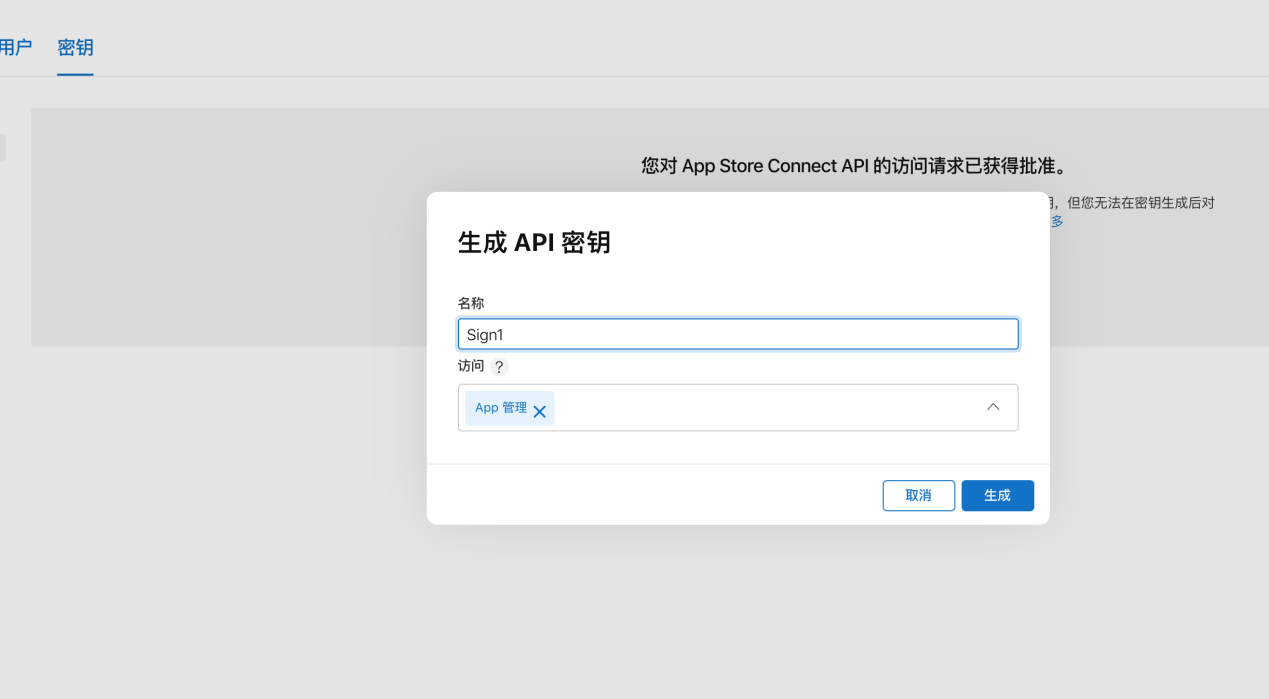 用户 密钥
您对 App Store Connect API 的访问请求已获得批准。
，但您无法在密钥生成后对
多
生成 API 密钥
名称
Sign1
访问 ?
App 管理
取消 生成